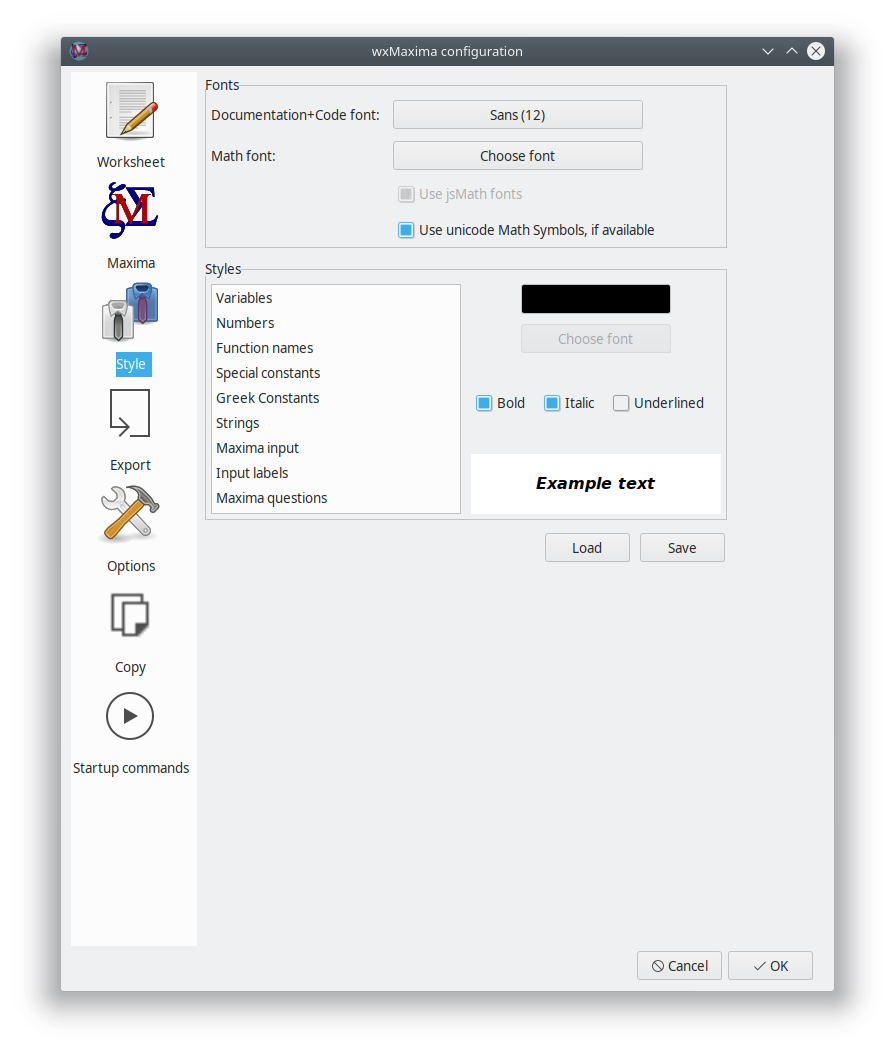 wxMaxima configuration
Worksheet
Maxima
Style
Export
Options
Copy
Startup commands
Fonts
Documentation+Code font: Sans (12)
Math font: Choose font
Use jsMath fonts
Use unicode Math Symbols, if available
Styles
Variables
Numbers
Function names
Special constants
Greek Constants
Strings
Maxima input
Input labels
Maxima questions
Choose font
Bold Italic Underlined
Example text
Load Save
Cancel OK